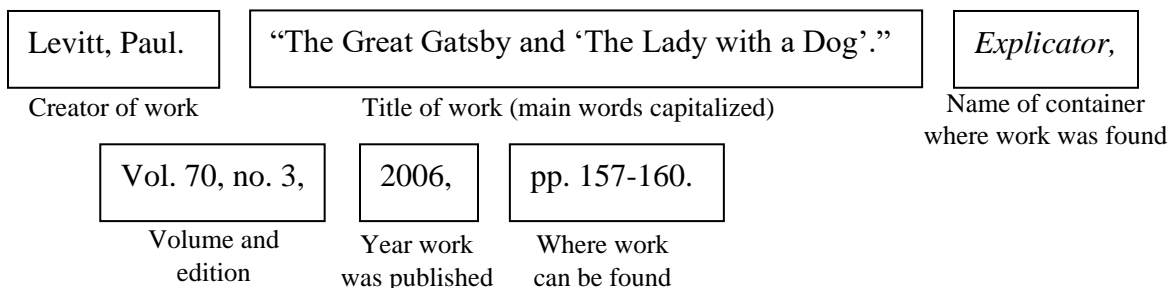 Levitt, Paul.
“The Great Gatsby and ‘The Lady with a Dog’.”
Explicator,
Creator of work
Title of work (main words capitalized)
Name of container
where work was found
Vol. 70, no. 3,
2006,
pp. 157-160.
Volume and
edition
Year work
was published
Where work
can be found